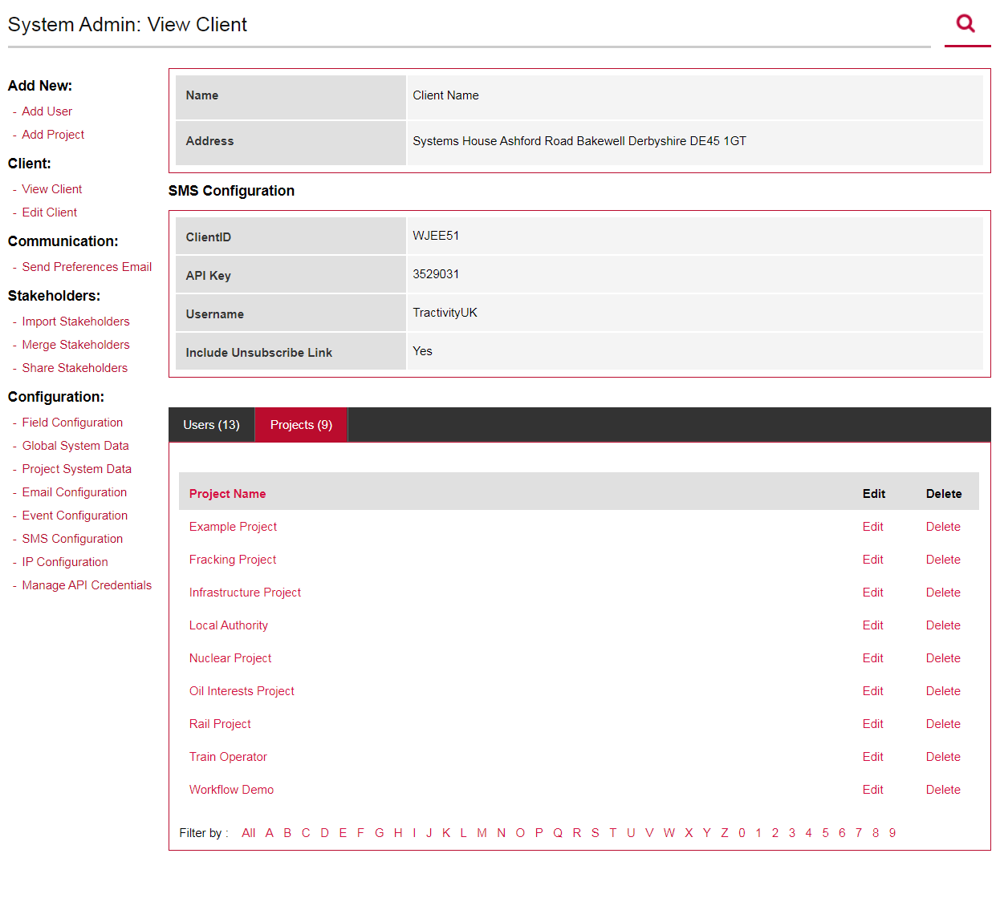 System Admin: View Client
Add New:
- Add User
- Add Project
Client:
- View Client
- Edit Client
Communication:
- Send Preferences Email
Stakeholders:
- Import Stakeholders
- Merge Stakeholders
- Share Stakeholders
Configuration:
- Field Configuration
- Global System Data
- Project System Data
- Email Configuration
- Event Configuration
- SMS Configuration
- IP Configuration
- Manage API Credentials
Name Client Name
Address Systems House Ashford Road Bakewell Derbyshire DE45 1GT
SMS Configuration
ClientID WJEE51
API Key 3529031
Username TractivityUK
Include Unsubscribe Link Yes
Users (13) Projects (9)
Project Name Edit Delete
Example Project Edit Delete
Fracking Project Edit Delete
Infrastructure Project Edit Delete
Local Authority Edit Delete
Nuclear Project Edit Delete
Oil Interests Project Edit Delete
Rail Project Edit Delete
Train Operator Edit Delete
Workflow Demo Edit Delete
Filter by : All A B C D E F G H I J K L M N O P Q R S T U V W X Y Z 0 1 2 3 4 5 6 7 8 9